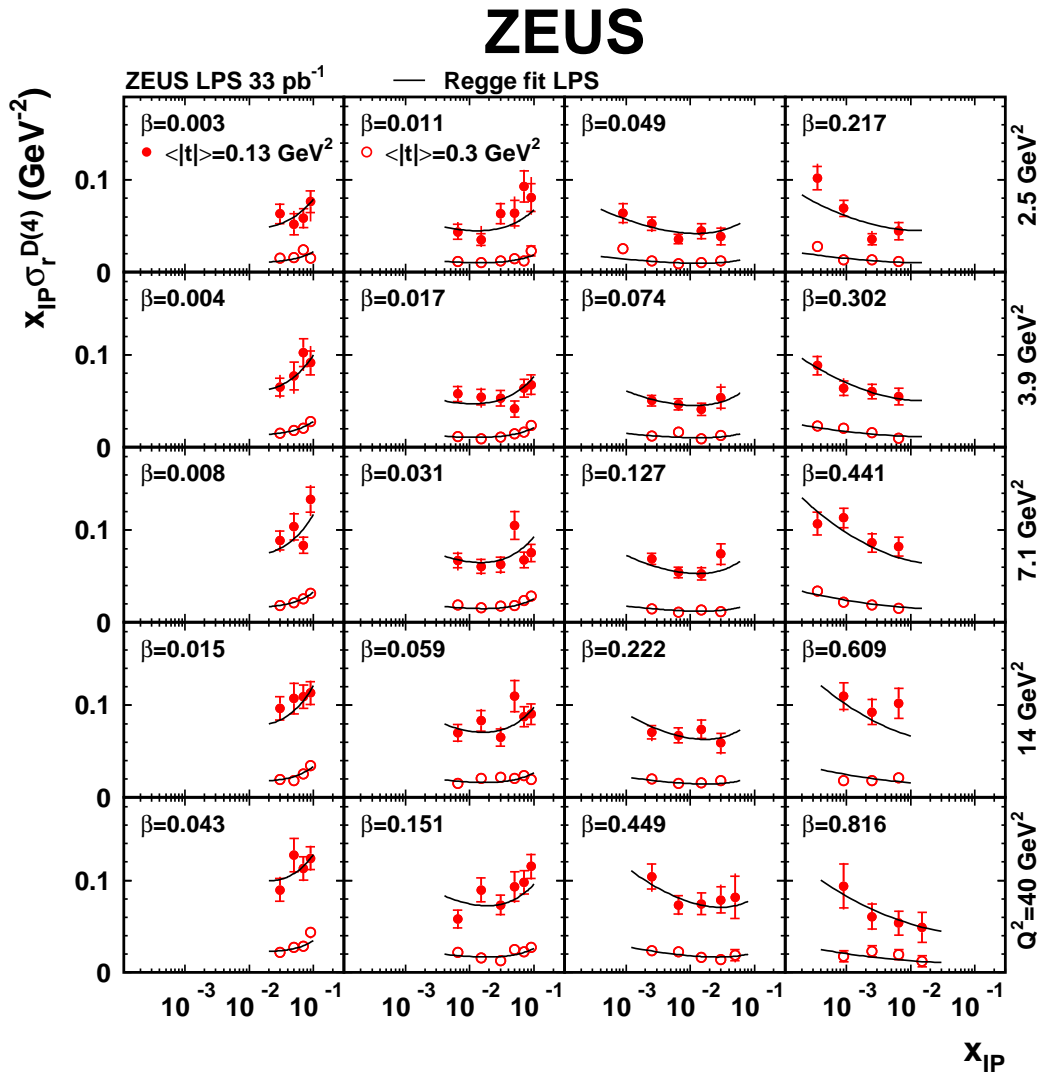 ZEUS
ZEUS LPS 33 pb⁻¹ — Regge fit LPS
x_IP σ_r^D(4) (GeV⁻²)
β=0.003 β=0.011 β=0.049 β=0.217
<|t|>=0.13 GeV² <|t|>=0.3 GeV²
0.1
0
2.5 GeV²
β=0.004 β=0.017 β=0.074 β=0.302
0.1
0
3.9 GeV²
β=0.008 β=0.031 β=0.127 β=0.441
0.1
0
7.1 GeV²
β=0.015 β=0.059 β=0.222 β=0.609
0.1
0
14 GeV²
β=0.043 β=0.151 β=0.449 β=0.816
0.1
0
Q²=40 GeV²
10⁻³ 10⁻² 10⁻¹ 10⁻³ 10⁻² 10⁻¹ 10⁻³ 10⁻² 10⁻¹ 10⁻³ 10⁻² 10⁻¹
x_IP